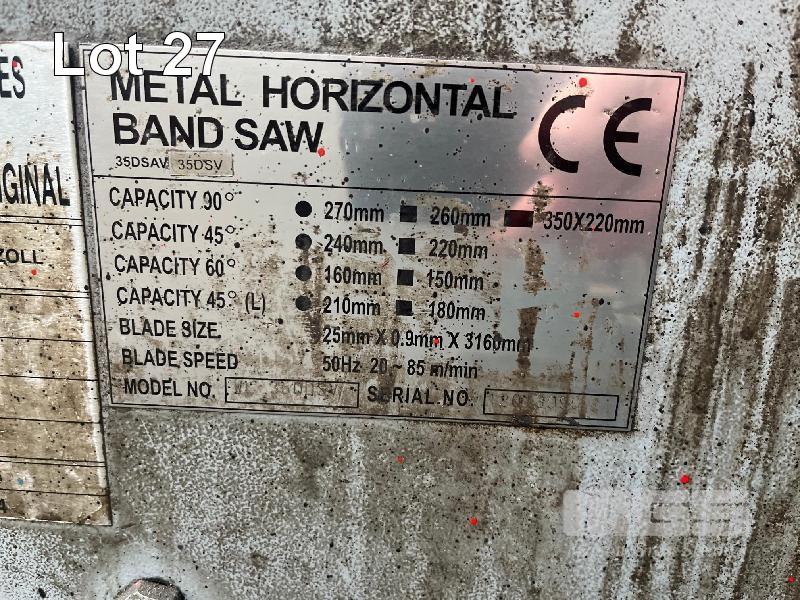 Lot 27
ES
IGINAL
ZOLL
METAL HORIZONTAL
BAND SAW
CE
35DSAV 35DSV
CAPACITY 90° ● 270mm ■ 260mm ▬ 350X220mm
CAPACITY 45° ● 240mm ■ 220mm
CAPACITY 60° ● 160mm ■ 150mm
CAPACITY 45° (L) ● 210mm ■ 180mm
BLADE SIZE 25mm X 0.9mm X 3160mm
BLADE SPEED 50Hz 20~85 m/min
MODEL NO.
SERIAL NO.